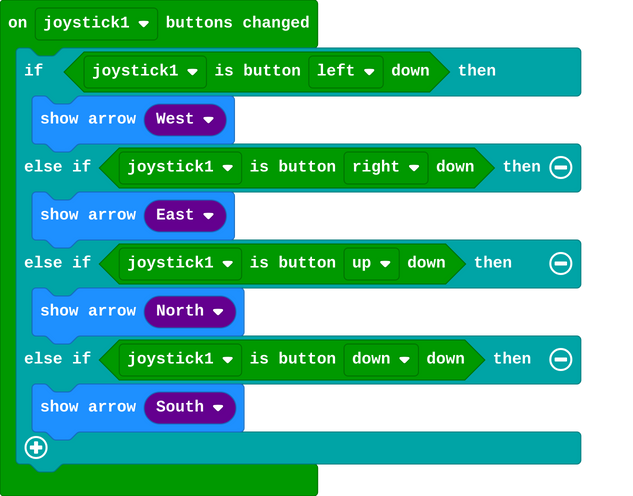 on joystick1 buttons changed
if joystick1 is button left down then
show arrow West
else if joystick1 is button right down then
show arrow East
else if joystick1 is button up down then
show arrow North
else if joystick1 is button down down then
show arrow South